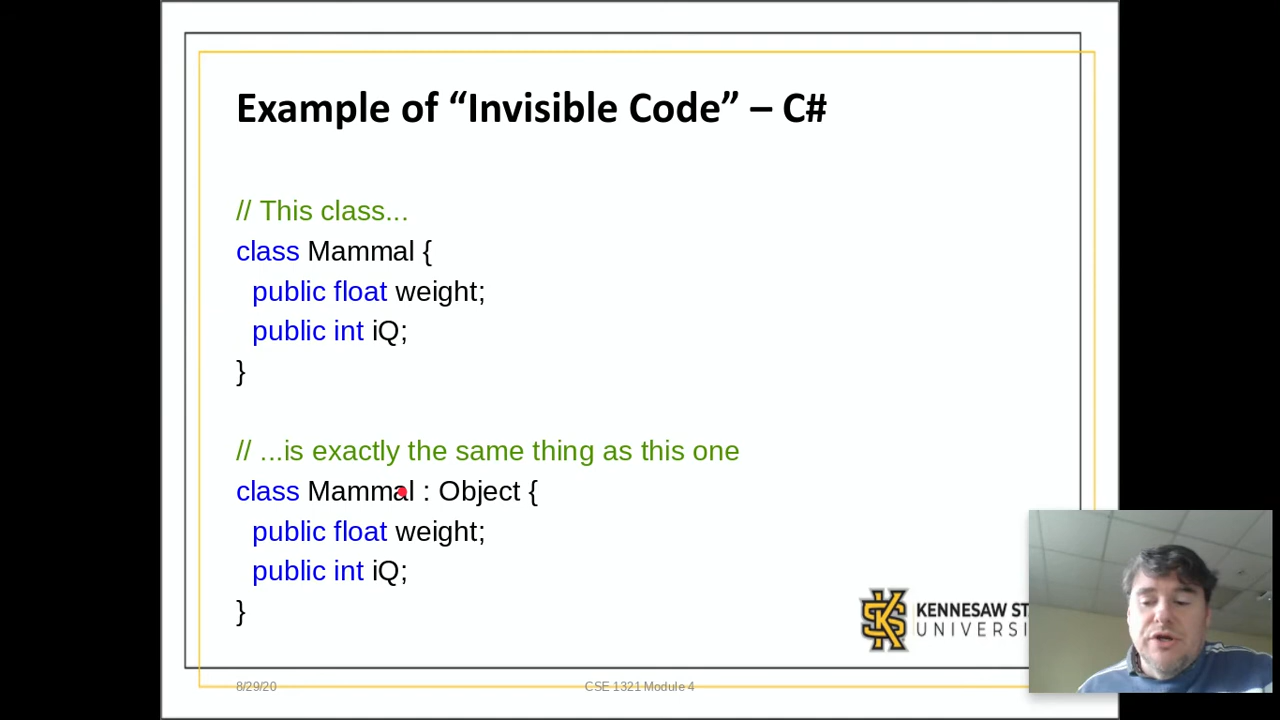 Example of “Invisible Code” – C#
// This class...
class Mammal {
public float weight;
public int iQ;
}
// ...is exactly the same thing as this one
class Mammal : Object {
public float weight;
public int iQ;
}
KENNESAW ST
UNIVERSI
8/29/20
CSE 1321 Module 4